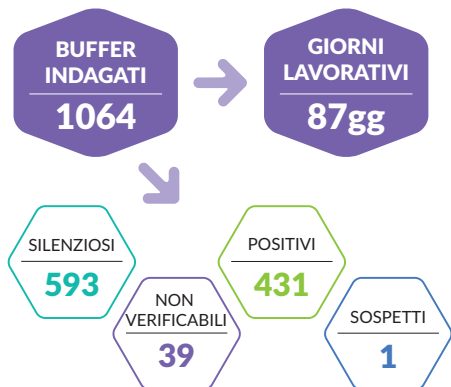 BUFFER
INDAGATI
1064
GIORNI
LAVORATIVI
87gg
SILENZIOSI
593
NON
VERIFICABILI
39
POSITIVI
431
SOSPETTI
1